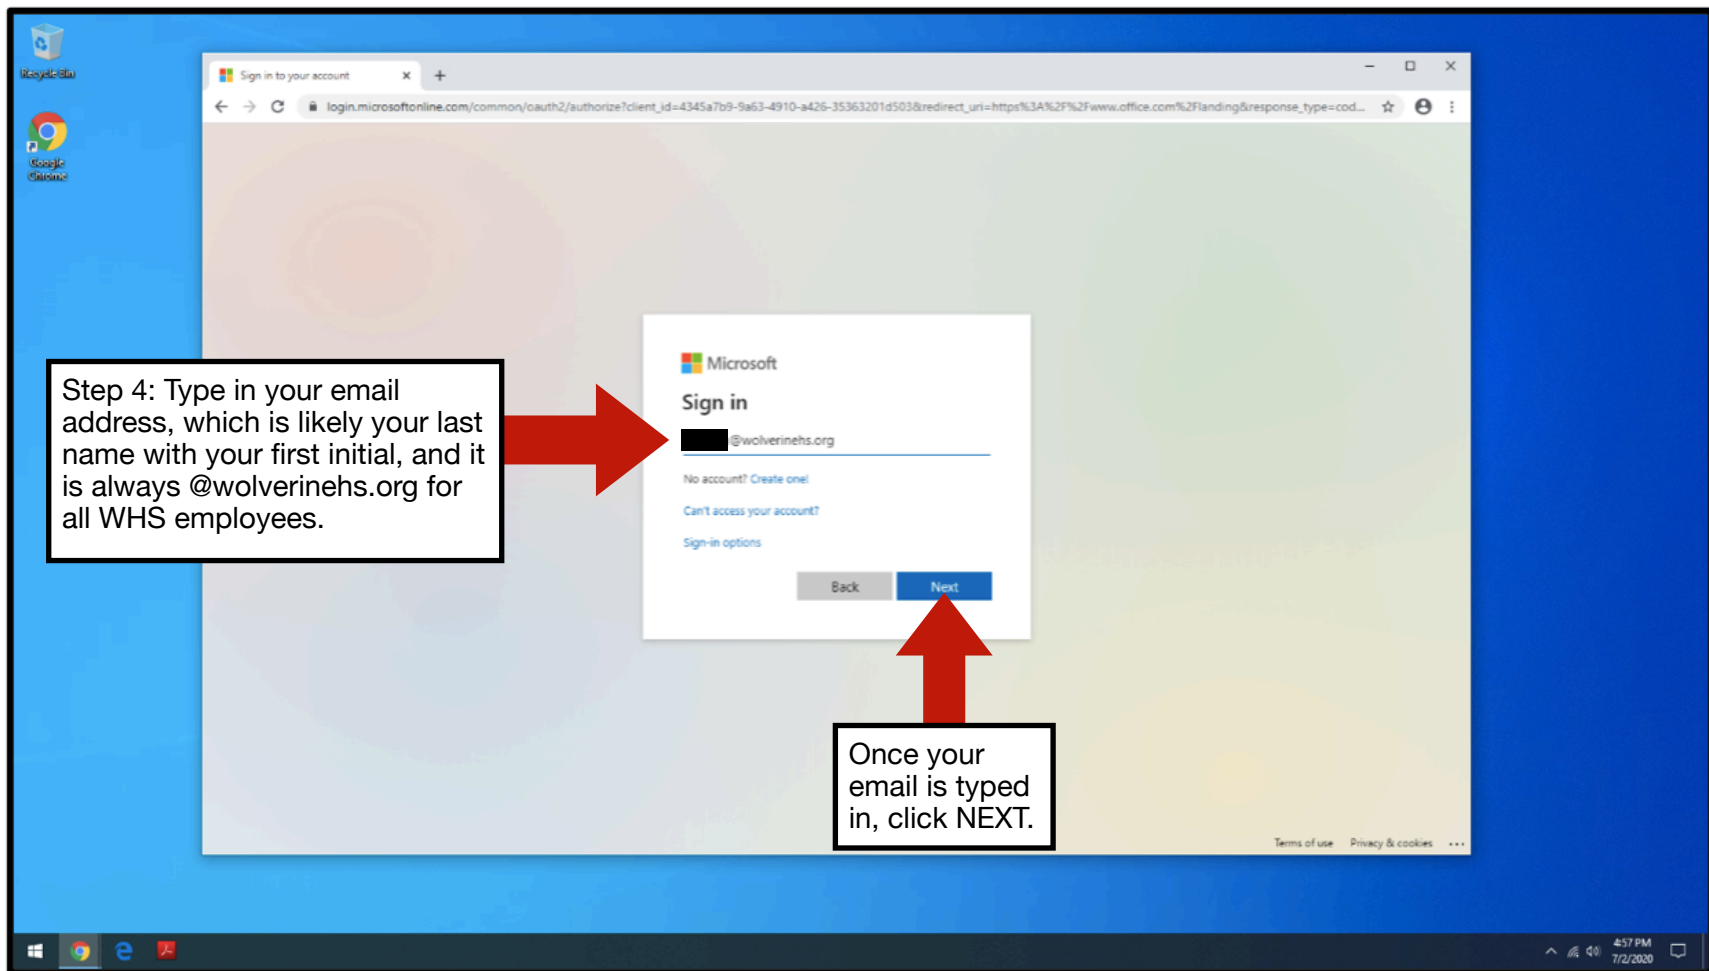 Recycle Bin
Sign in to your account
login.microsoftonline.com/common/oauth2/authorize?client_id=4345a7b9-9a63-4910-a426-35363201d503&redirect_uri=https%3A%2F%2Fwww.office.com%2Flanding&response_type=cod...
Google
Chrome
Microsoft
Sign in
@wolverinehs.org
No account? Create one!
Can't access your account?
Sign-in options
Back Next
Step 4: Type in your email
address, which is likely your last
name with your first initial, and it
is always @wolverinehs.org for
all WHS employees.
Once your
email is typed
in, click NEXT.
Terms of use Privacy & cookies ...
4:57 PM
7/2/2020